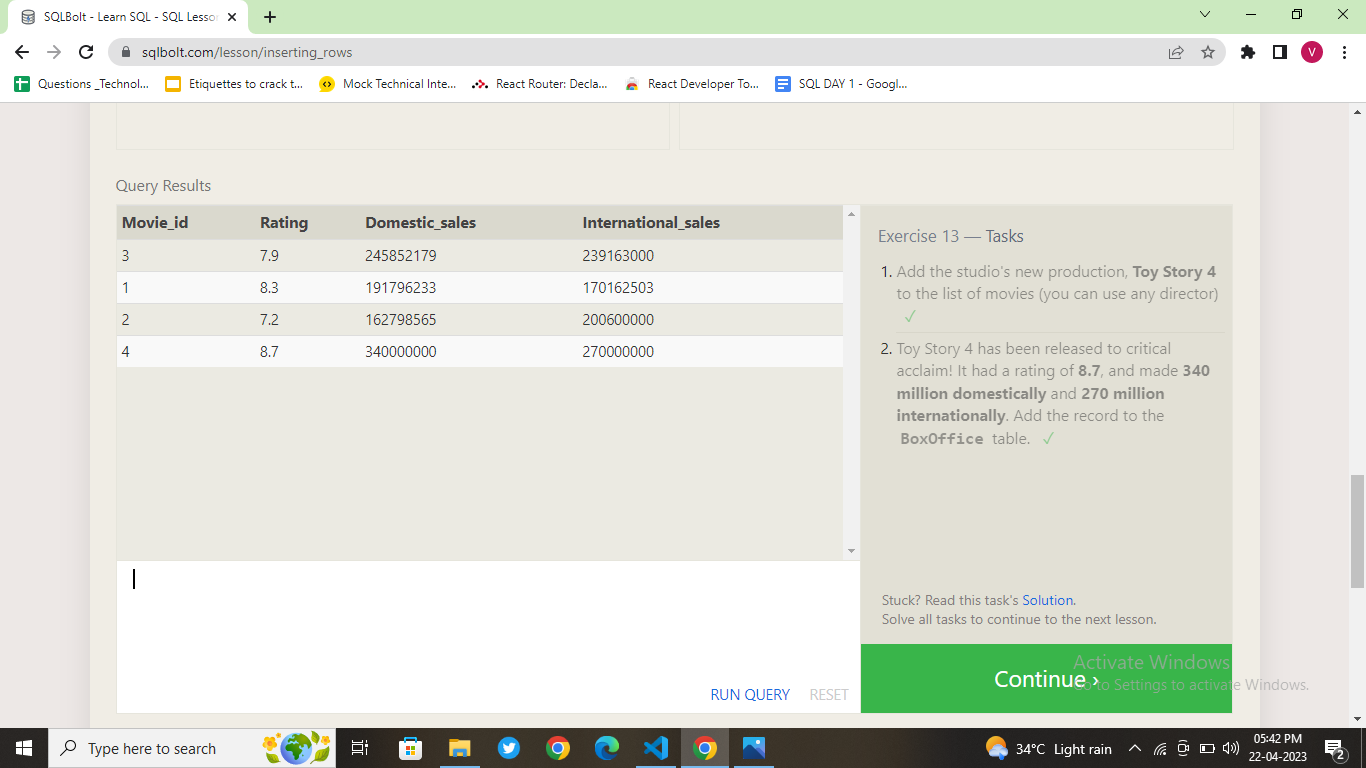 SQLBolt - Learn SQL - SQL Lesson
sqlbolt.com/lesson/inserting_rows
V
Questions _Technol...
Etiquettes to crack t...
Mock Technical Inte...
React Router: Decla...
React Developer To...
SQL DAY 1 - Googl...
Query Results
Movie_id Rating Domestic_sales International_sales
3 7.9 245852179 239163000
1 8.3 191796233 170162503
2 7.2 162798565 200600000
4 8.7 340000000 270000000
Exercise 13 — Tasks
1. Add the studio's new production, Toy Story 4
to the list of movies (you can use any director)
✓
2. Toy Story 4 has been released to critical
acclaim! It had a rating of 8.7, and made 340
million domestically and 270 million
internationally. Add the record to the
BoxOffice table. ✓
Stuck? Read this task's Solution.
Solve all tasks to continue to the next lesson.
RUN QUERY RESET
Continue ›
Activate Windows
Go to Settings to activate Windows.
Type here to search
34°C Light rain
05:42 PM
22-04-2023
2